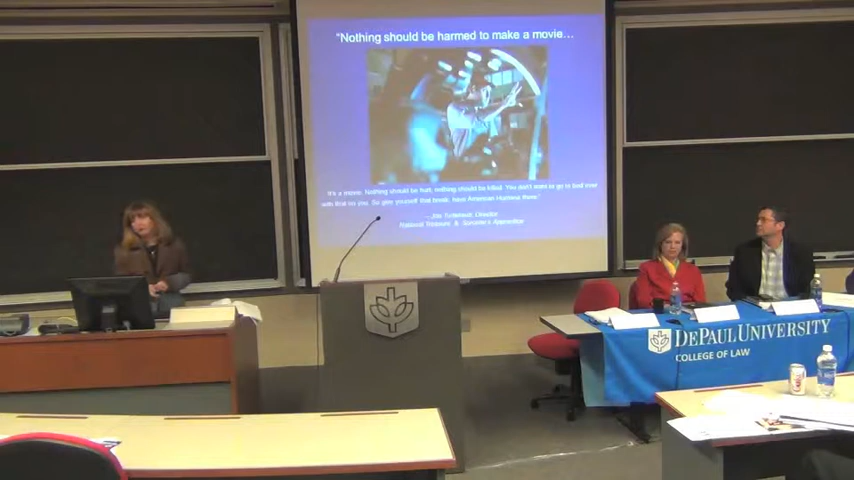 "Nothing should be harmed to make a movie...
It's a movie. Nothing should be hurt, nothing should be killed. You don't want to go to bed ever
with that on you. So give yourself that break, have American Humane there."
– Jon Turteltaub, Director
National Treasure & Sorcerer's Apprentice
DEPAUL UNIVERSITY
COLLEGE OF LAW